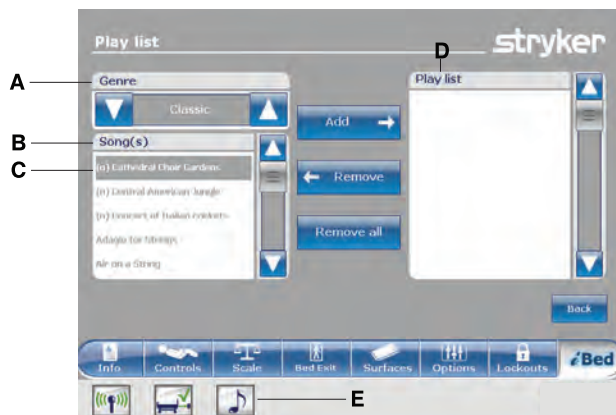 Play list
stryker
D
A
Genre
Play list
Classic
Add
B
Song(s)
C
(n) Cathedral Choir Gardens
Remove
(n) Central American Jungle
(n) Concert of Italian crickets
Remove all
Adagio for Strings
Air on a String
Back
Info
Controls
Scale
Bed Exit
Surfaces
Options
Lockouts
iBed
E